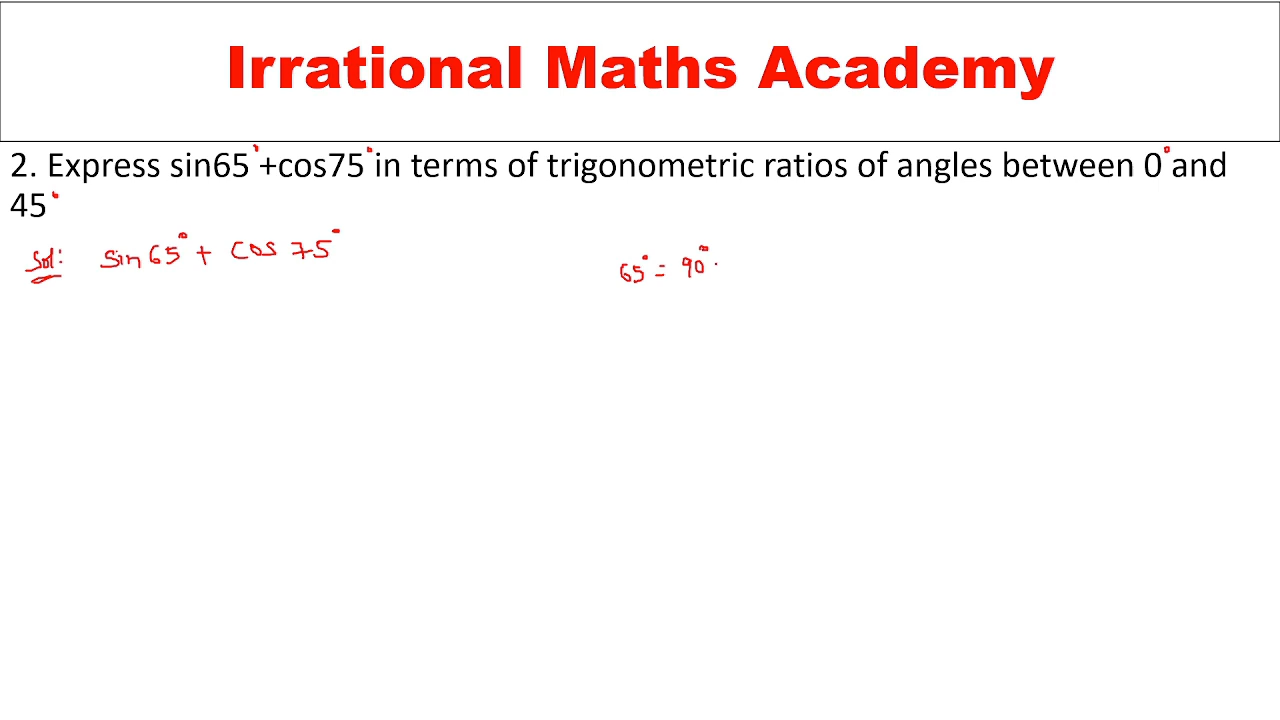 Irrational Maths Academy
2. Express sin65°+cos75°in terms of trigonometric ratios of angles between 0°and
45°
Sol: sin 65° + cos 75°
65° = 90°